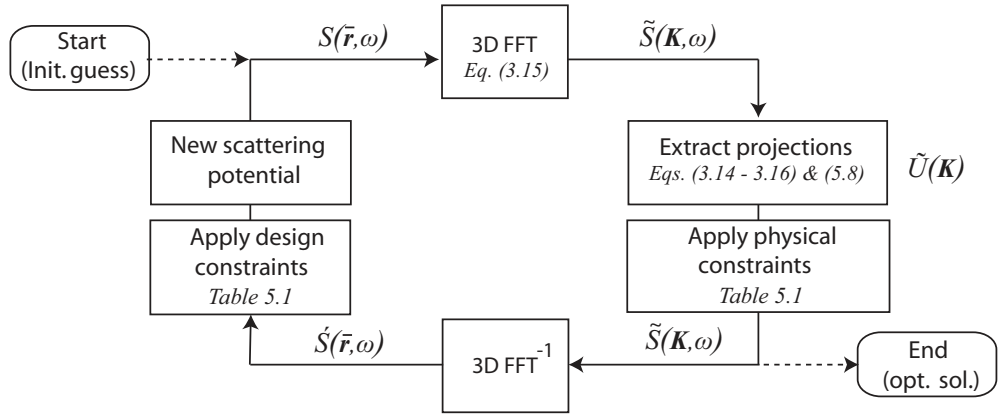 Start
(Init. guess)
S(r̄,ω)
3D FFT
Eq. (3.15)
S̃(K,ω)
New scattering
potential
Extract projections
Eqs. (3.14 - 3.16) & (5.8)
Ũ(K)
Apply design
constraints
Table 5.1
Apply physical
constraints
Table 5.1
Ś(r̄,ω)
3D FFT⁻¹
S̃(K,ω)
End
(opt. sol.)